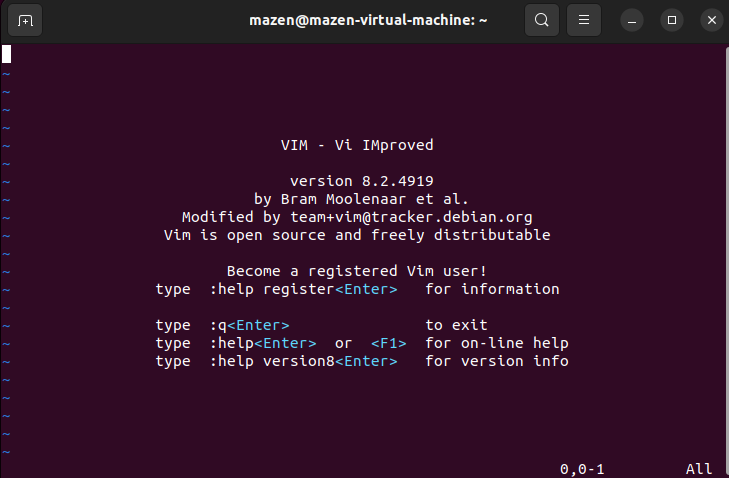 mazen@mazen-virtual-machine: ~
~
~
~
~
~ VIM - Vi IMproved
~
~ version 8.2.4919
~ by Bram Moolenaar et al.
~ Modified by team+vim@tracker.debian.org
~ Vim is open source and freely distributable
~
~ Become a registered Vim user!
~ type :help register<Enter> for information
~
~ type :q<Enter> to exit
~ type :help<Enter> or <F1> for on-line help
~ type :help version8<Enter> for version info
~
~
~
~
~
0,0-1 All